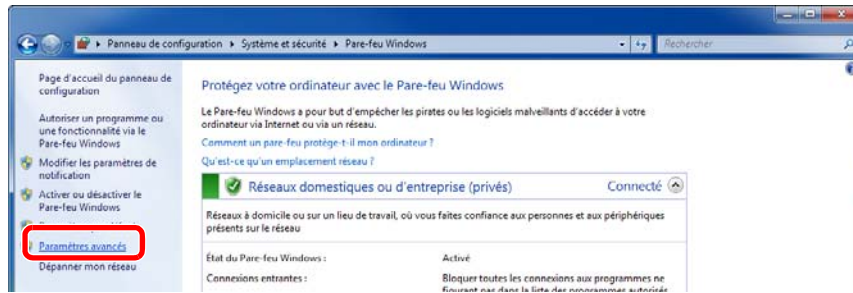 Panneau de configuration ▸ Système et sécurité ▸ Pare-feu Windows
Rechercher
Page d'accueil du panneau de
configuration
Autoriser un programme ou
une fonctionnalité via le
Pare-feu Windows
Modifier les paramètres de
notification
Activer ou désactiver le
Pare-feu Windows
Paramètres avancés
Dépanner mon réseau
Protégez votre ordinateur avec le Pare-feu Windows
Le Pare-feu Windows a pour but d'empêcher les pirates ou les logiciels malveillants d'accéder à votre
ordinateur via Internet ou via un réseau.
Comment un pare-feu protège-t-il mon ordinateur ?
Qu'est-ce qu'un emplacement réseau ?
Réseaux domestiques ou d'entreprise (privés) Connecté
Réseaux à domicile ou sur un lieu de travail, où vous faites confiance aux personnes et aux périphériques
présents sur le réseau
État du Pare-feu Windows : Activé
Connexions entrantes : Bloquer toutes les connexions aux programmes ne
figurant pas dans la liste des programmes autorisés